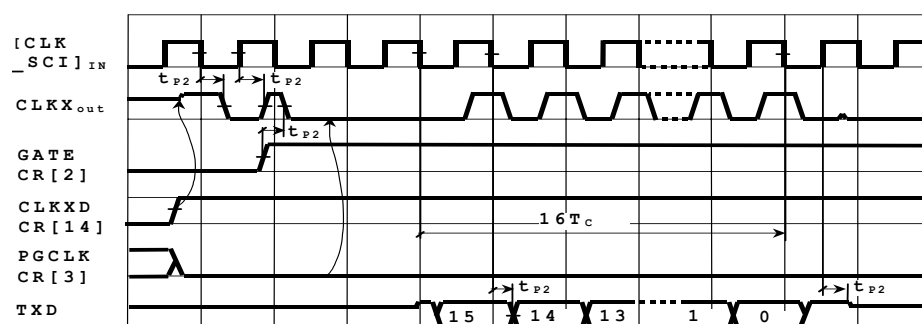 [CLK
_SCI]IN
tP2 tP2
CLKXout
tP2
GATE
CR[2]
CLKXD
CR[14]
16TC
PGCLK
CR[3]
tP2 tP2
TXD
15 14 13 1 0